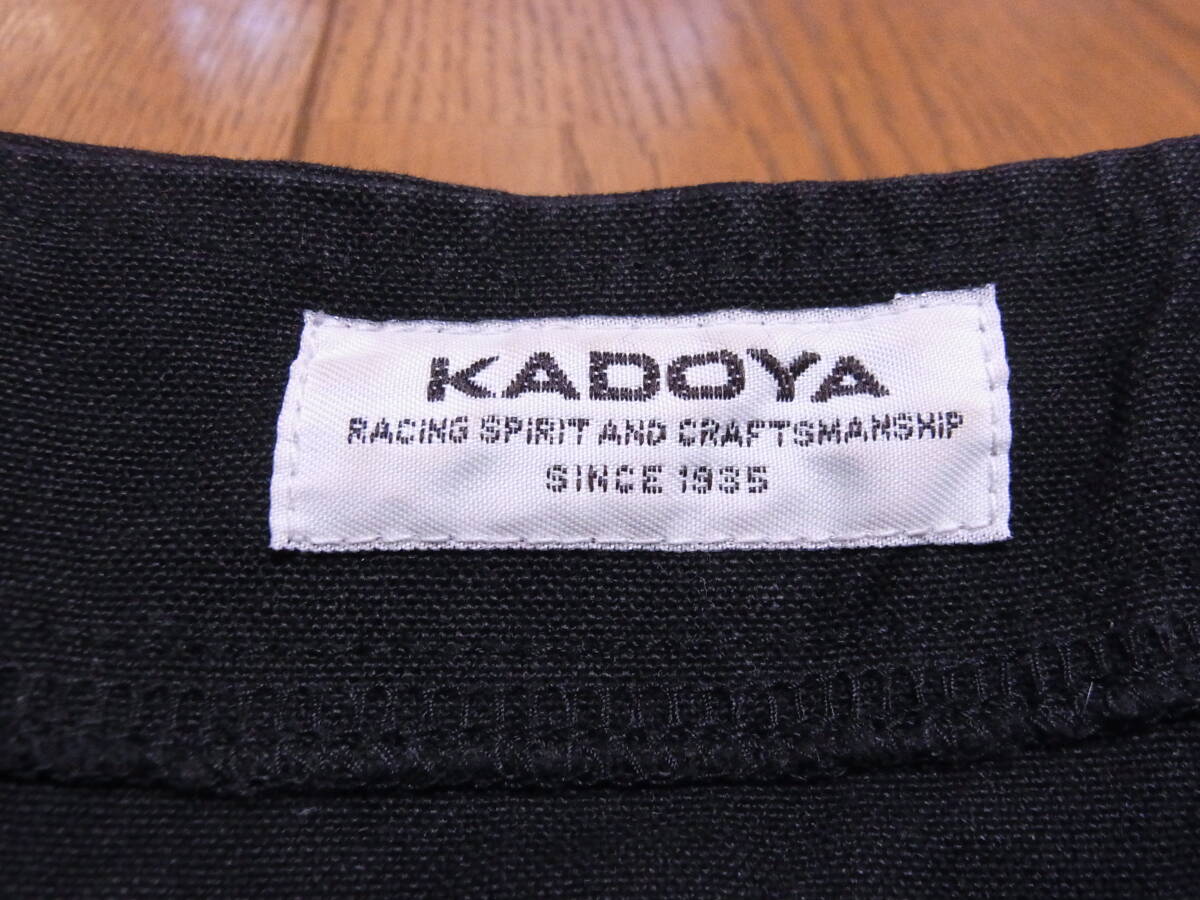 KADOYA
RACING SPIRIT AND CRAFTSMANSHIP
SINCE 1935